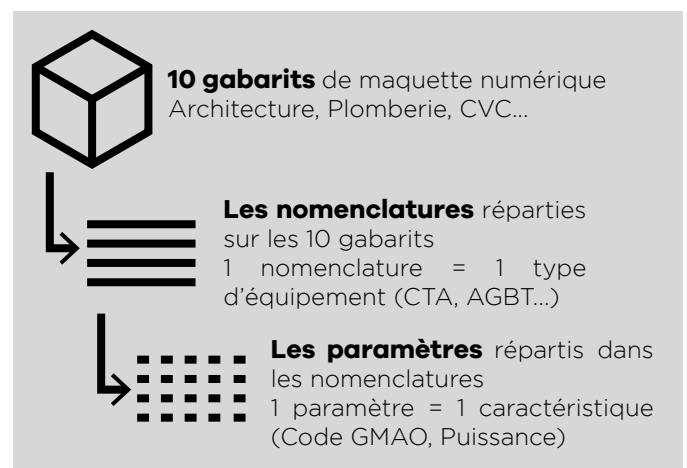 10 gabarits de maquette numérique
Architecture, Plomberie, CVC...
Les nomenclatures réparties
sur les 10 gabarits
1 nomenclature = 1 type
d'équipement (CTA, AGBT...)
Les paramètres répartis dans
les nomenclatures
1 paramètre = 1 caractéristique
(Code GMAO, Puissance)